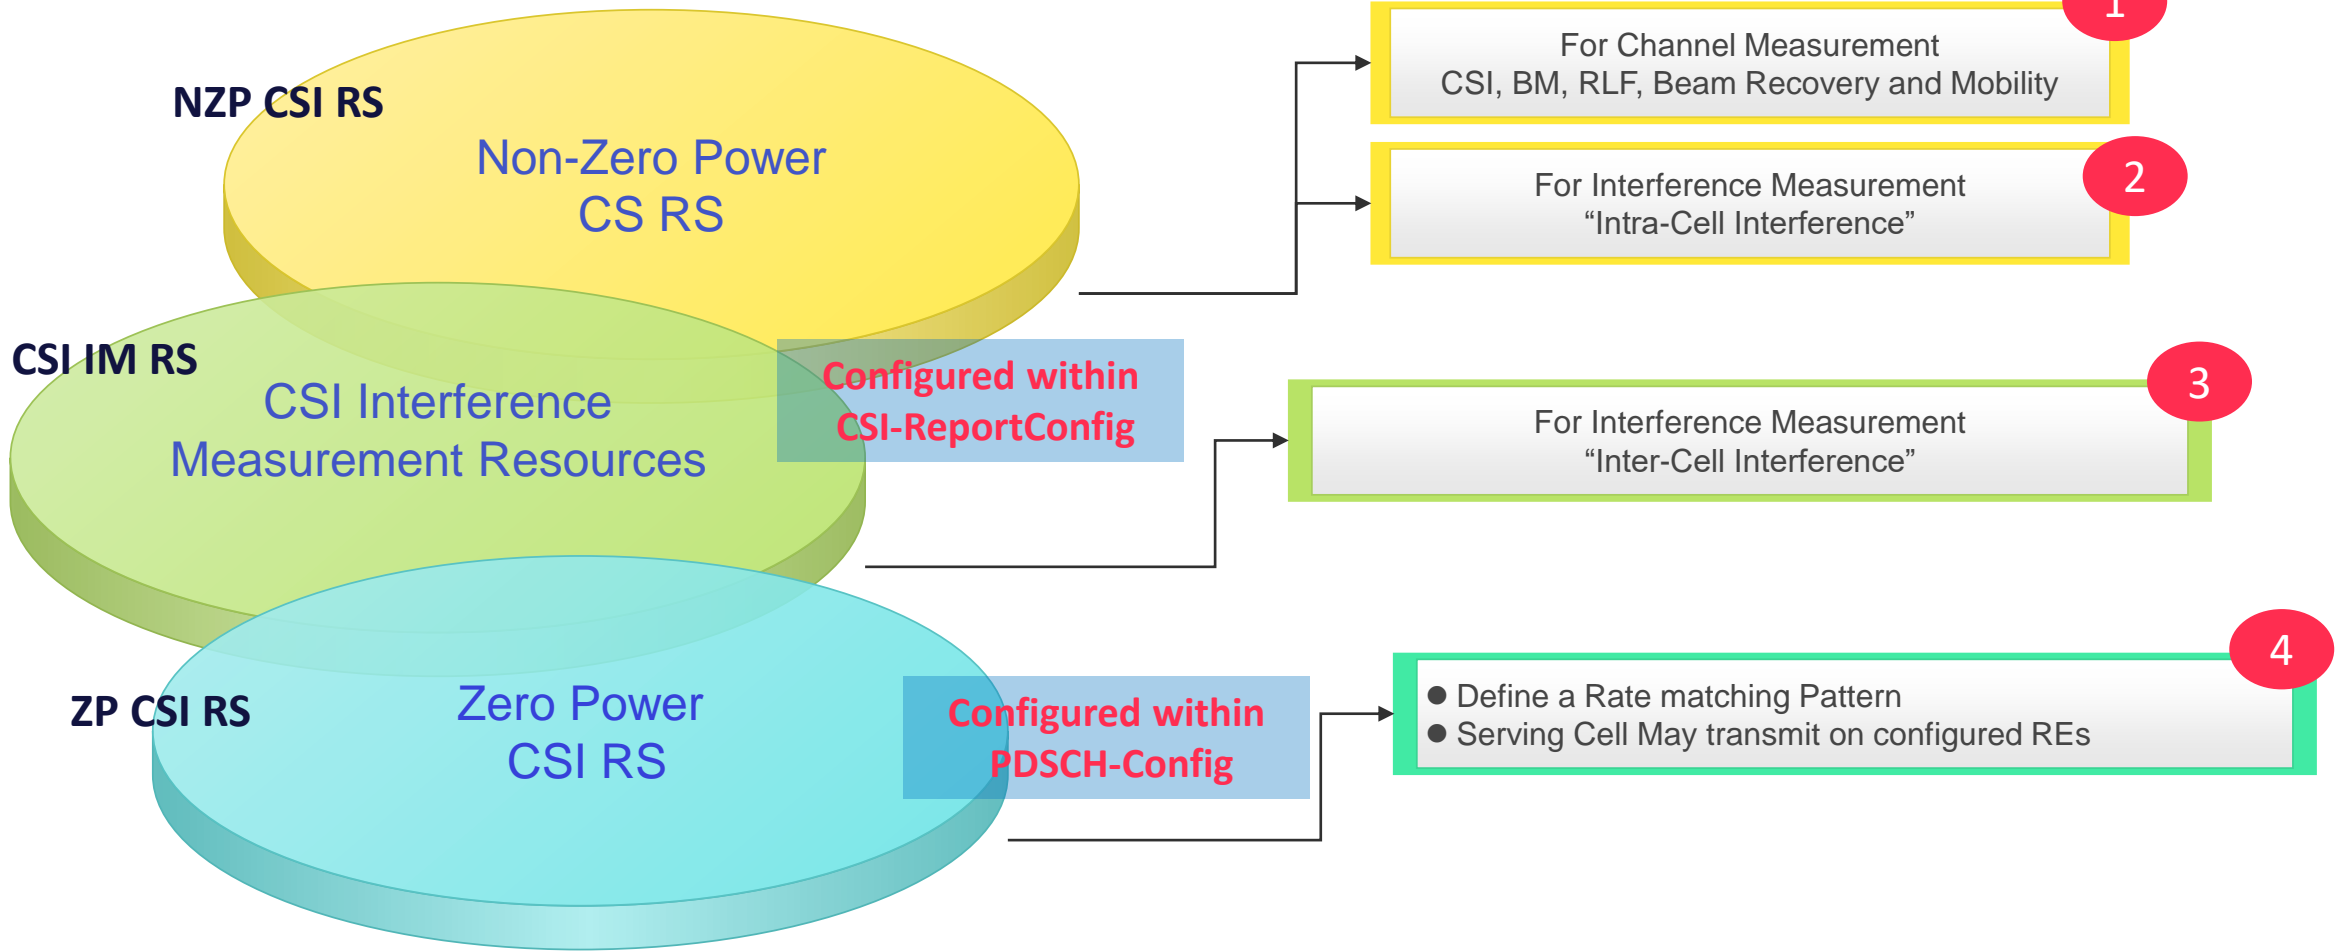 1
For Channel Measurement
CSI, BM, RLF, Beam Recovery and Mobility
NZP CSI RS
Non-Zero Power
CS RS
2
For Interference Measurement
“Intra-Cell Interference”
CSI IM RS
CSI Interference
Measurement Resources
Configured within
CSI-ReportConfig
3
For Interference Measurement
“Inter-Cell Interference”
ZP CSI RS
Zero Power
CSI RS
Configured within
PDSCH-Config
4
● Define a Rate matching Pattern
● Serving Cell May transmit on configured REs